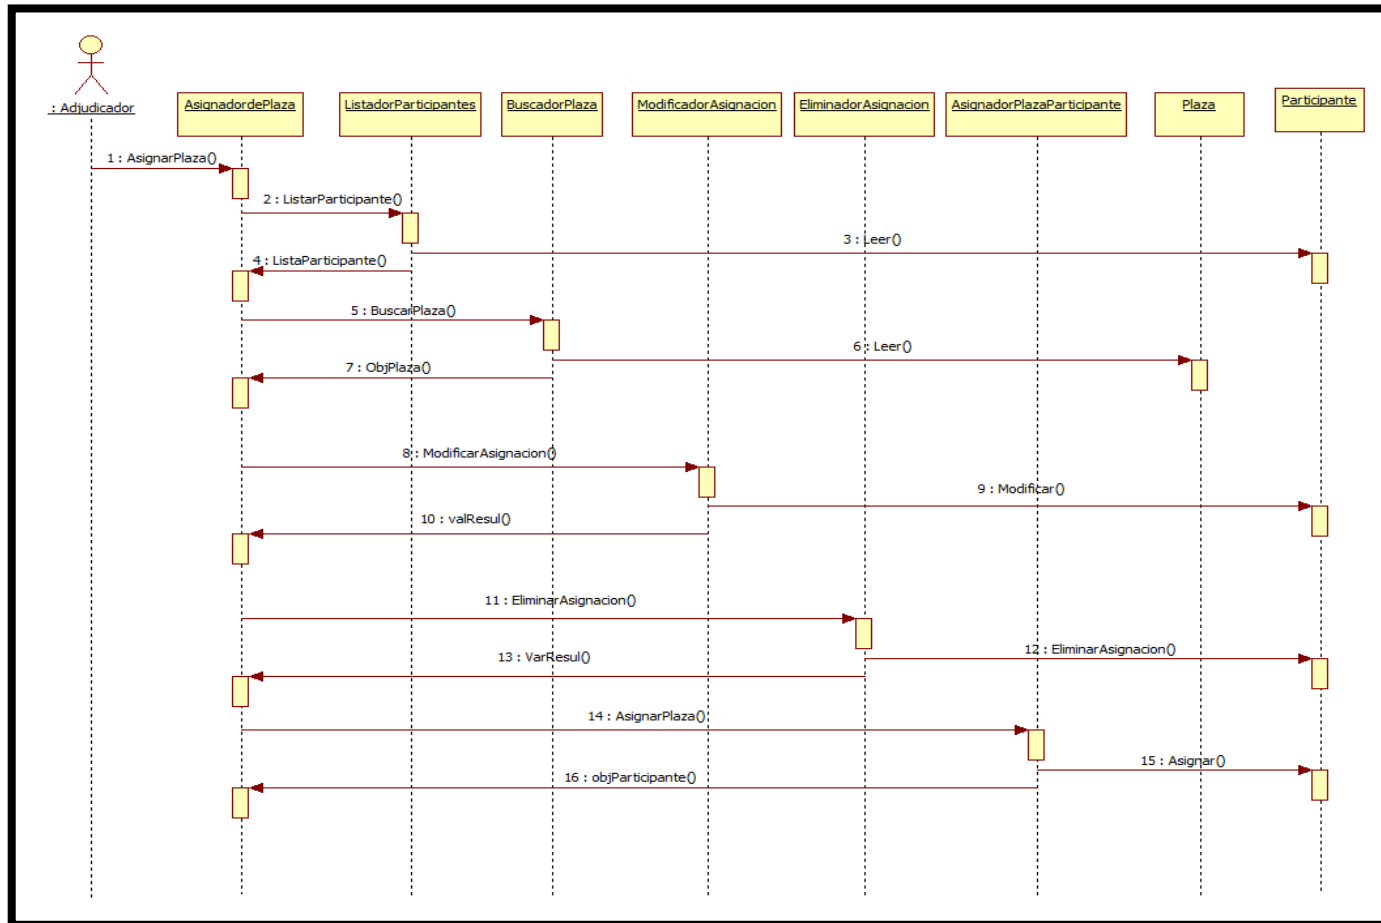 : Adjudicador
AsignadordePlaza
ListadorParticipantes
BuscadorPlaza
ModificadorAsignacion
EliminadorAsignacion
AsignadorPlazaParticipante
Plaza
Participante
1 : AsignarPlaza()
2 : ListarParticipante()
3 : Leer()
4 : ListaParticipante()
5 : BuscarPlaza()
6 : Leer()
7 : ObjPlaza()
8 : ModificarAsignacion()
9 : Modificar()
10 : valResul()
11 : EliminarAsignacion()
12 : EliminarAsignacion()
13 : VarResul()
14 : AsignarPlaza()
15 : Asignar()
16 : objParticipante()